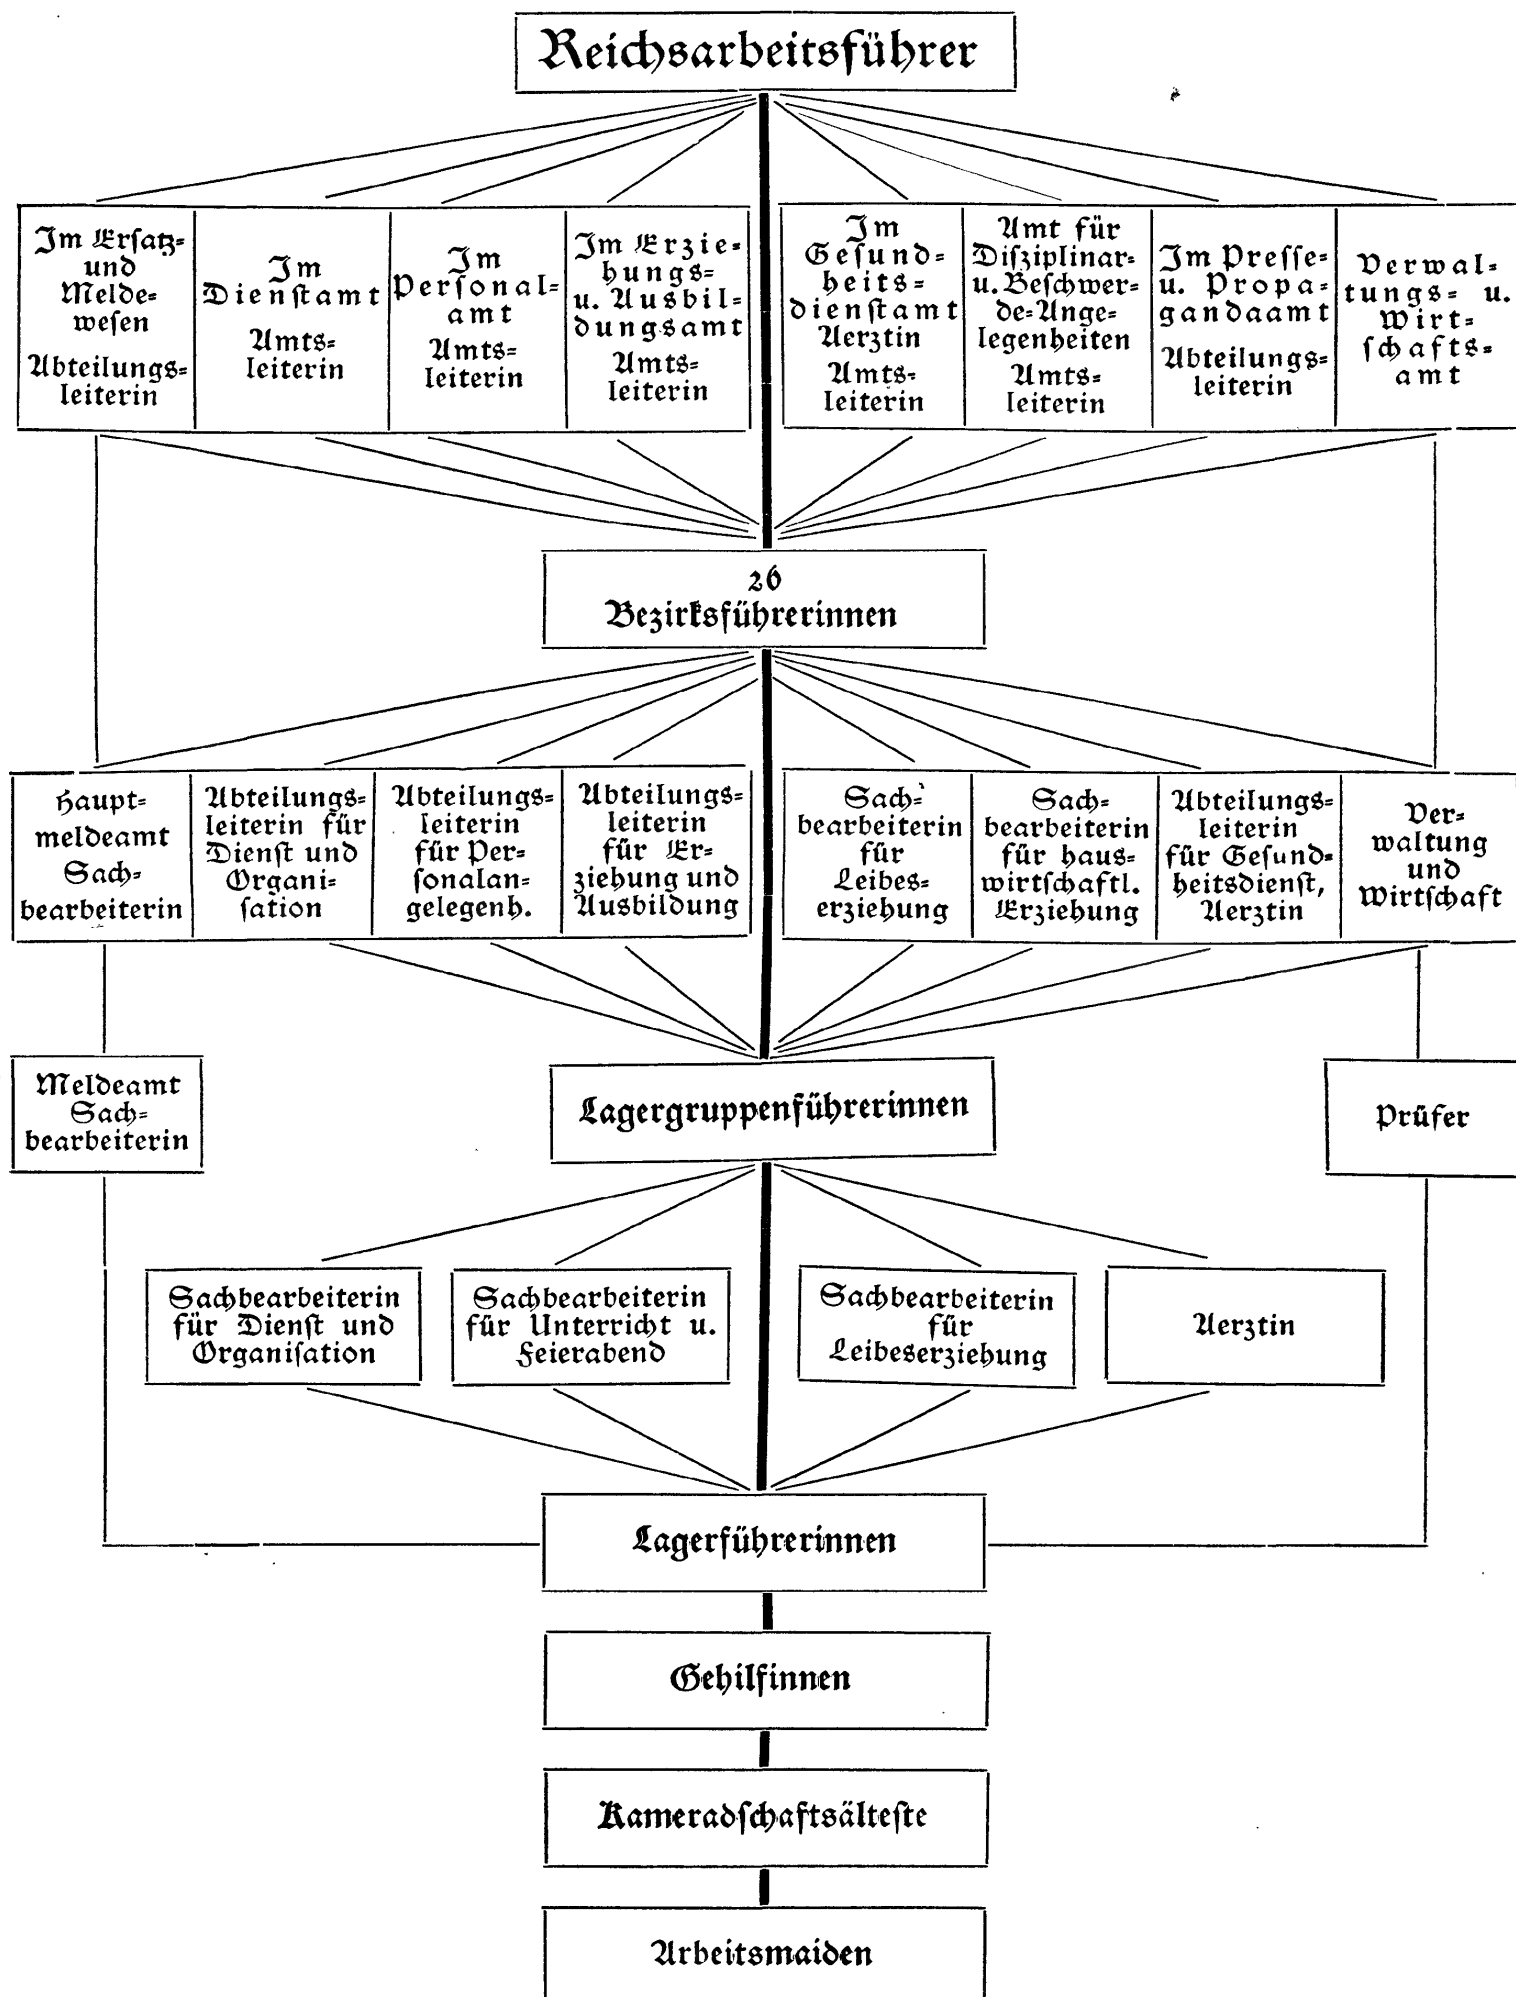 Reichsarbeitsführer
Im Ersatz-
und
Melde-
wesen
Abteilungs-
leiterin
Im
Dienstamt
Amts-
leiterin
Im
Personal-
amt
Amts-
leiterin
Im Erzie-
hungs-
u. Ausbil-
dungsamt
Amts-
leiterin
Im
Gesund-
heits-
dienstamt
Aerztin
Amts-
leiterin
Amt für
Disziplinar-
u. Beschwer-
de-Ange-
legenheiten
Amts-
leiterin
Im Presse-
u. Propa-
gandaamt
Abteilungs-
leiterin
Verwal-
tungs- u.
Wirt-
schafts-
amt
26
Bezirksführerinnen
Haupt-
meldeamt
Sach-
bearbeiterin
Abteilungs-
leiterin für
Dienst und
Organi-
sation
Abteilungs-
leiterin
für Per-
sonalan-
gelegenh.
Abteilungs-
leiterin
für Er-
ziehung und
Ausbildung
Sach-
bearbeiterin
für
Leibes-
erziehung
Sach-
bearbeiterin
für haus-
wirtschaftl.
Erziehung
Abteilungs-
leiterin
für Gesund-
heitsdienst,
Aerztin
Ver-
waltung
und
Wirtschaft
Meldeamt
Sach-
bearbeiterin
Lagergruppenführerinnen
Prüfer
Sachbearbeiterin
für Dienst und
Organisation
Sachbearbeiterin
für Unterricht u.
Feierabend
Sachbearbeiterin
für
Leibeserziehung
Aerztin
Lagerführerinnen
Gehilfinnen
Kameradschaftsälteste
Arbeitsmaiden